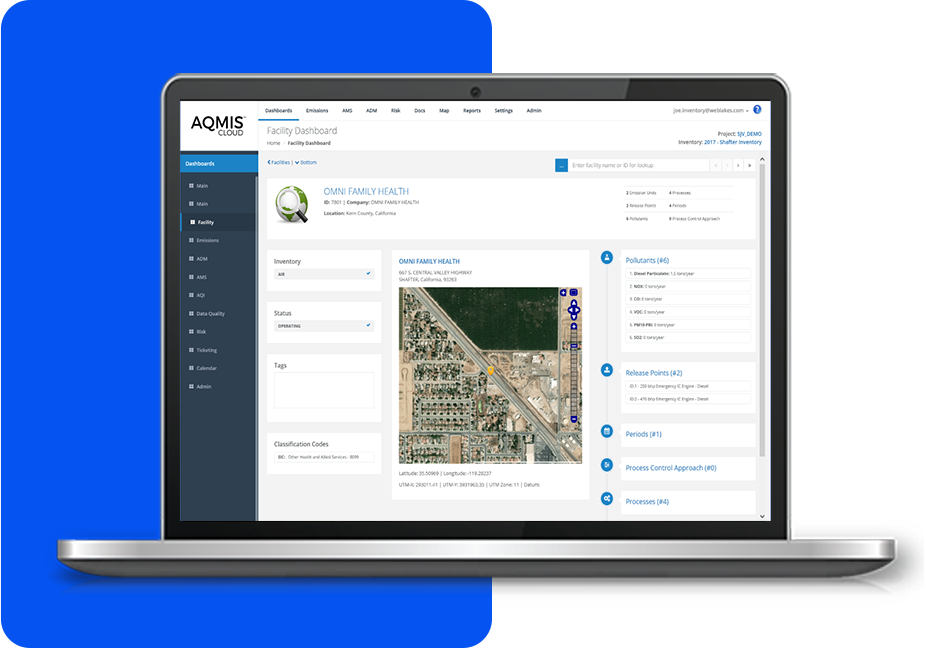 AQMIS
CLOUD
Dashboards Emissions AMS ADM Risk Docs Map Reports Settings Admin
joe.inventory@weblakes.com
?
Facility Dashboard
Home Facility Dashboard
Project: SJV_DEMO
Inventory: 2017 - Shafter Inventory
Dashboards
Main
Main
Facility
Emissions
ADM
AMS
AQI
Data Quality
Risk
Ticketing
Calendar
Admin
Facilities | Bottom
... Enter facility name or ID for lookup
OMNI FAMILY HEALTH
ID: 7801 | Company: OMNI FAMILY HEALTH
Location: Kern County, California
2 Emission Units 4 Processes
2 Release Points 4 Periods
6 Pollutants 0 Process Control Approach
Inventory
AIR
Status
OPERATING
Tags
Classification Codes
SIC: Other Health and Allied Services - 8099
OMNI FAMILY HEALTH
667 S. CENTRAL VALLEY HIGHWAY
SHAFTER, California, 93263
Latitude: 35.50969 | Longitude: -119.28237
UTM-X: 293011.41 | UTM-Y: 3931963.35 | UTM Zone: 11 | Datum:
Pollutants (#6)
1. Diesel Particulate: 1.5 tons/year
2. NOX: 0 tons/year
3. CO: 0 tons/year
4. VOC: 0 tons/year
5. PM10-PRI: 0 tons/year
6. SO2: 0 tons/year
Release Points (#2)
ID:1 - 250 bhp Emergency IC Engine - Diesel
ID:2 - 470 bhp Emergency IC Engine - Diesel
Periods (#1)
Process Control Approach (#0)
Processes (#4)